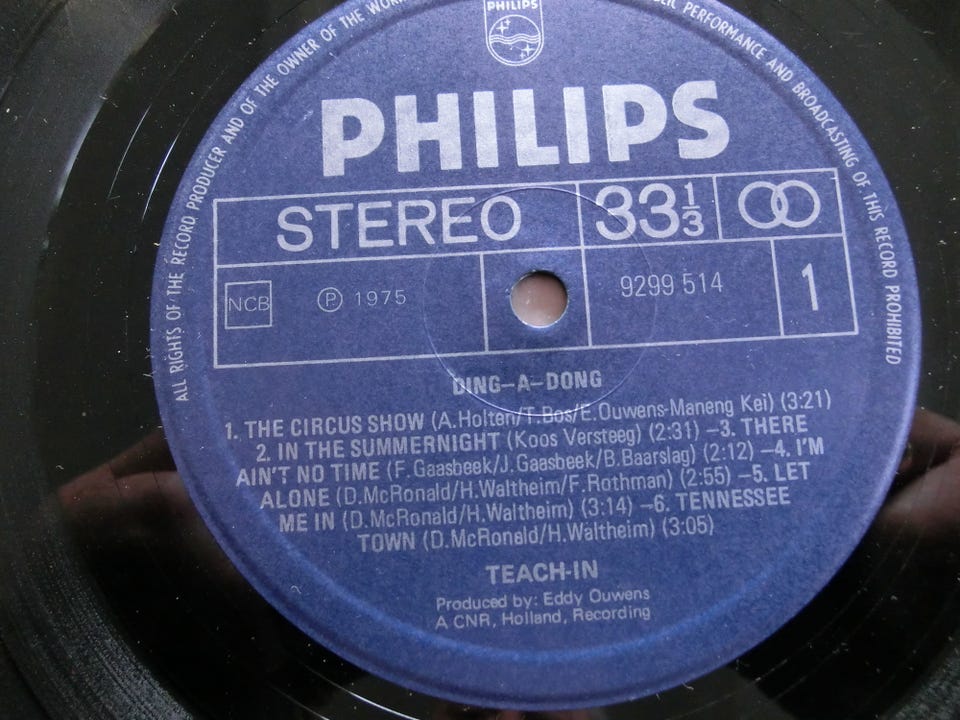 ALL RIGHTS OF THE RECORD PRODUCER AND OF THE OWNER OF THE
PERFORMANCE AND BROADCASTING OF THIS RECORD PROHIBITED
PHILIPS
PHILIPS
STEREO 33 1/3
NCB ℗ 1975 9299 514 1
DING-A-DONG
1. THE CIRCUS SHOW (A.Holten/T.Bos/E.Ouwens-Maneng Kei) (3:21)
2. IN THE SUMMERNIGHT (Koos Versteeg) (2:31) –3. THERE
AIN'T NO TIME (F.Gaasbeek/J.Gaasbeek/B.Baarslag) (2:12) –4. I'M
ALONE (D.McRonald/H.Waltheim/F.Rothman) (2:55) –5. LET
ME IN (D.McRonald/H.Waltheim) (3:14) –6. TENNESSEE
TOWN (D.McRonald/H.Waltheim) (3:05)
TEACH-IN
Produced by: Eddy Ouwens
A CNR, Holland, Recording